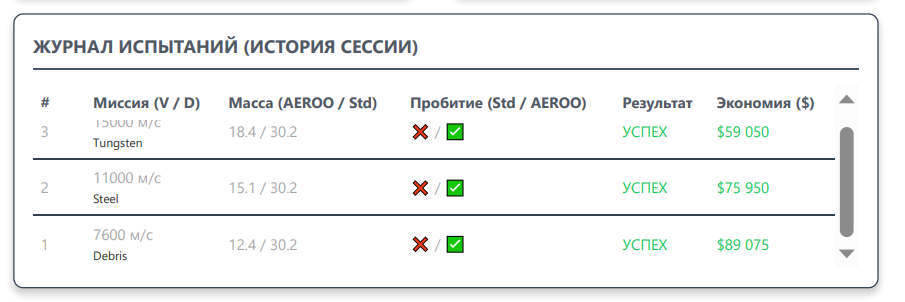 ЖУРНАЛ ИСПЫТАНИЙ (ИСТОРИЯ СЕССИИ)
# Миссия (V / D) Масса (AEROO / Std) Пробитие (Std / AEROO) Результат Экономия ($)
15000 м/с
3 18.4 / 30.2 ❌ / ✅ УСПЕХ $59 050
Tungsten
11000 м/с
2 15.1 / 30.2 ❌ / ✅ УСПЕХ $75 950
Steel
7600 м/с
1 12.4 / 30.2 ❌ / ✅ УСПЕХ $89 075
Debris